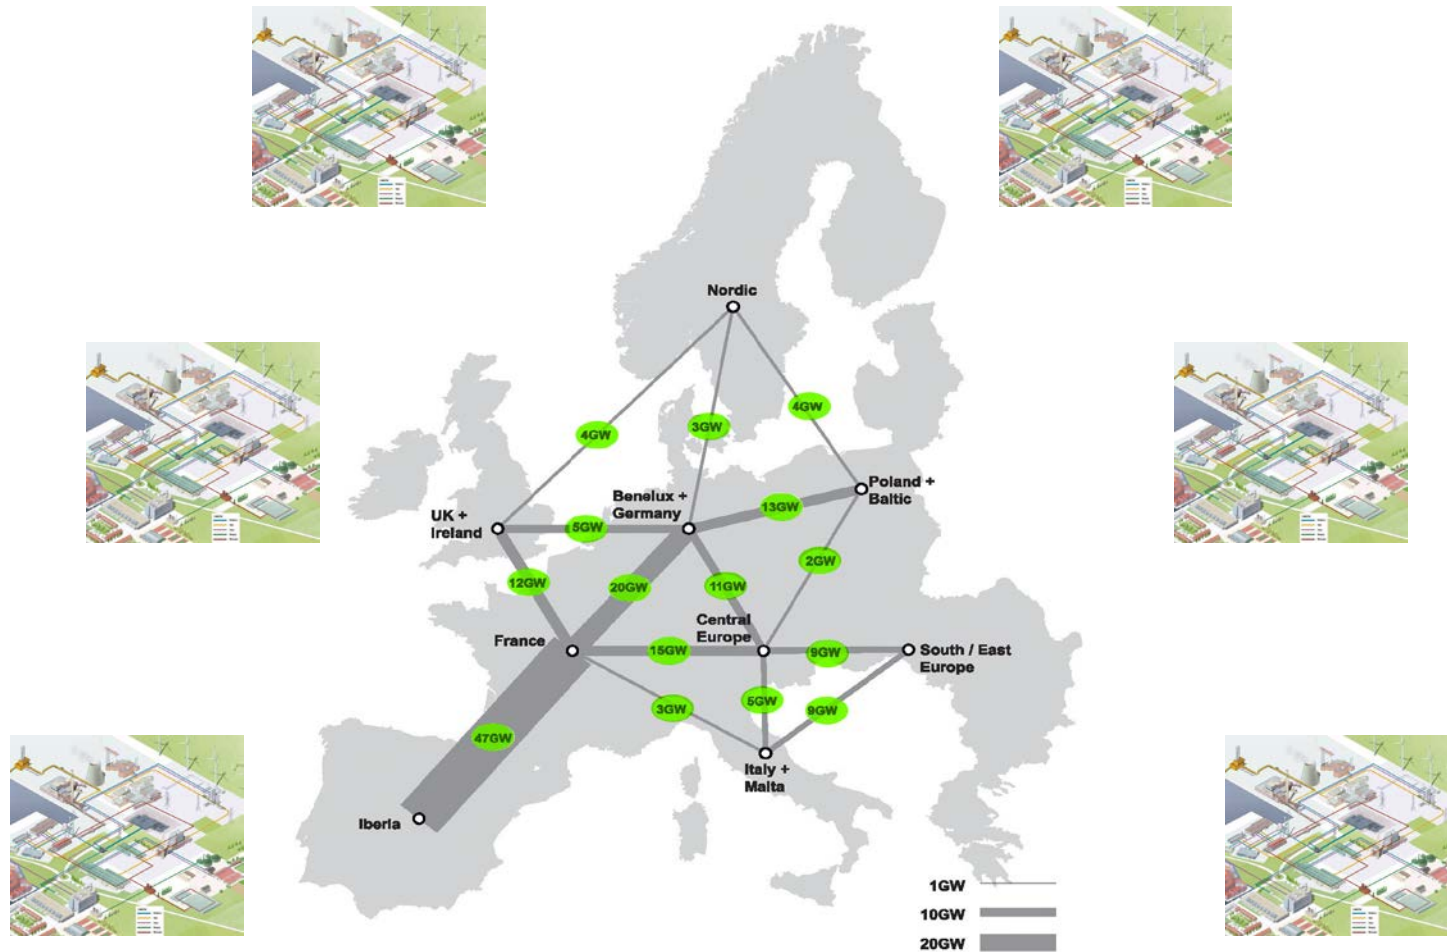 Nordic
4GW
3GW
4GW
Poland +
Baltic
Benelux +
Germany
13GW
UK +
Ireland
5GW
2GW
12GW
20GW
11GW
Central
Europe
France
15GW
9GW
South / East
Europe
3GW
5GW
9GW
47GW
Italy +
Malta
Iberia
1GW
10GW
20GW